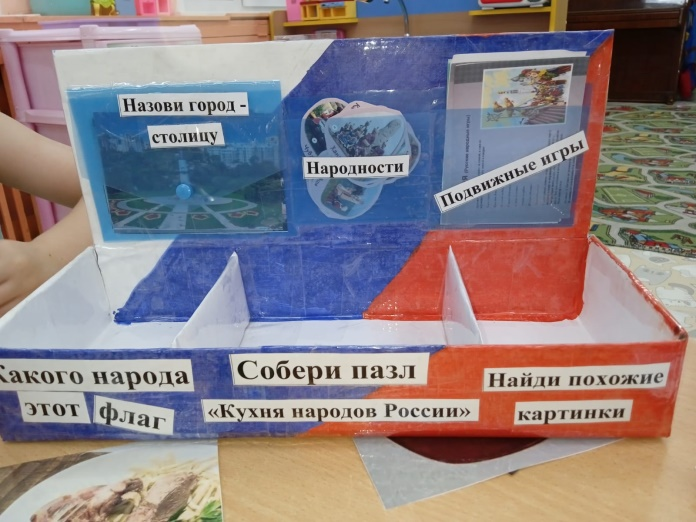 Назови город -
столицу
Народности
Подвижные игры
Какого народа
этот флаг
Собери пазл
«Кухня народов России»
Найди похожие
картинки